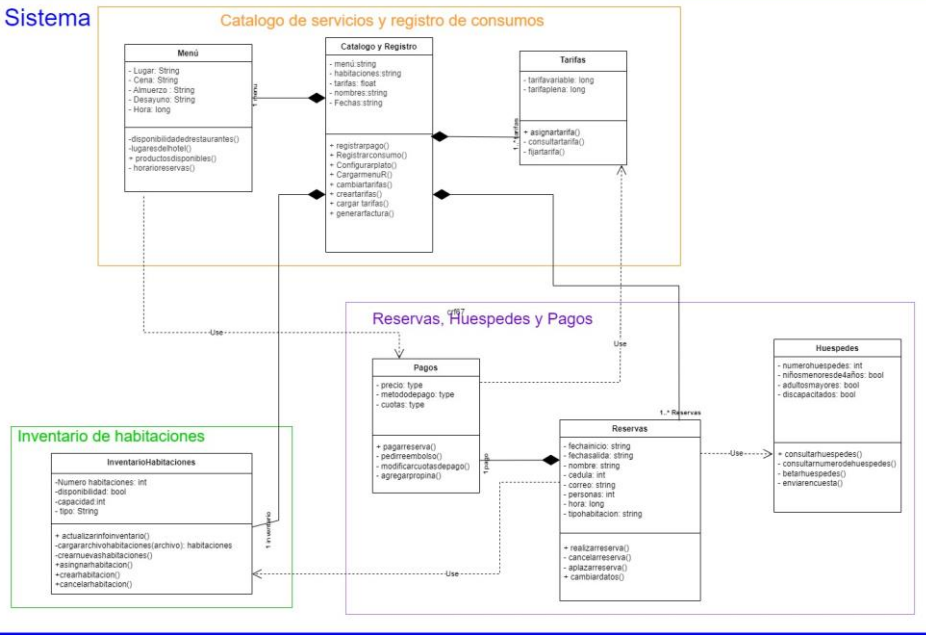 Sistema
Catalogo de servicios y registro de consumos
Menú
- Lugar: String
- Cena: String
- Almuerzo : String
- Desayuno: String
- Hora: long
-disponibilidadedrestaurantes()
-lugaresdelhotel()
+ productosdisponibles()
- horarioreservas()
1 menu
Catalogo y Registro
- menú:string
- habitaciones:string
- tarifas: float
- nombres:string
- Fechas:string
+ registrarpago()
+ Registrarconsumo()
+ Configurarplato()
+ CargarmenuR()
+ cambiartarifas()
+ creartarifas()
+ cargar tarifas()
+ generarfactura()
Tarifas
- tarifavariable: long
- tarifaplena: long
+ asignartarifa()
- consultartarifa()
- fijartarifa()
1..* tarifas
Use
Use
Reservas, Huespedes y Pagos
Pagos
- precio: type
- metododepago: type
- cuotas: type
+ pagarreserva()
- pedirreembolso()
- modificarcuotasdepago()
- agregarpropina()
1 pago
1..* Reservas
Reservas
- fechainicio: string
- fechasalida: string
- nombre: string
- cedula: int
- correo: string
- personas: int
- hora: long
- tipohabitacion: string
+ realizarreserva()
- cancelarreserva()
- aplazarreserva()
+ cambiardatos()
Use
Huespedes
- numerohuespedes: int
- niñosmenoresde4años: bool
- adultosmayores: bool
- discapacitados: bool
+ consultarhuespedes()
- consultarnumerodehuespedes()
- betarhuespedes()
- enviarencuesta()
Inventario de habitaciones
InventarioHabitaciones
-Numero habitaciones: int
-disponibilidad: bool
-capacidad:int
- tipo: String
+ actualizarinfoinventario()
-cargararchivohabitaciones(archivo): habitaciones
-crearnuevashabitaciones()
+asingnarhabitacion()
+crearhabitacion()
+cancelarhabitacion()
1 inventario
Use